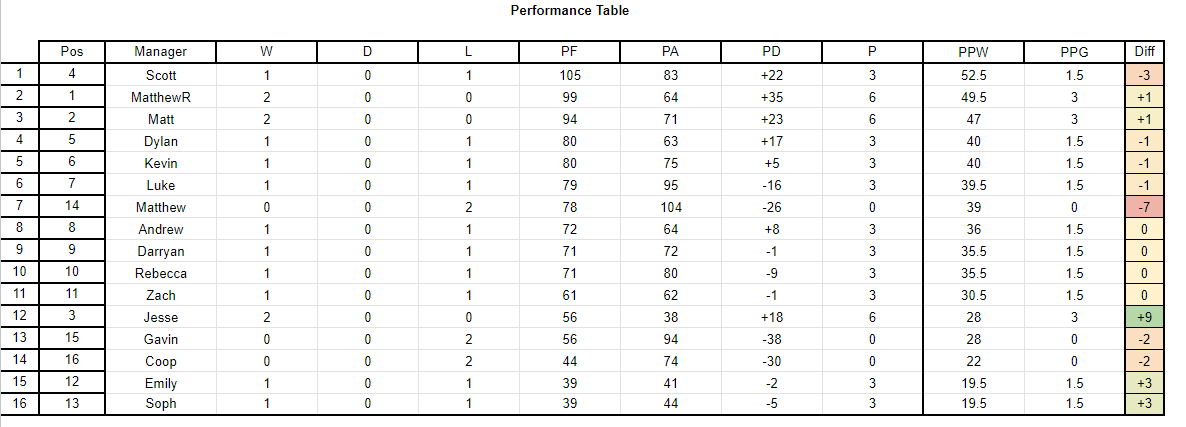 Performance Table
Pos Manager W D L PF PA PD P PPW PPG Diff
1 4 Scott 1 0 1 105 83 +22 3 52.5 1.5 -3
2 1 MatthewR 2 0 0 99 64 +35 6 49.5 3 +1
3 2 Matt 2 0 0 94 71 +23 6 47 3 +1
4 5 Dylan 1 0 1 80 63 +17 3 40 1.5 -1
5 6 Kevin 1 0 1 80 75 +5 3 40 1.5 -1
6 7 Luke 1 0 1 79 95 -16 3 39.5 1.5 -1
7 14 Matthew 0 0 2 78 104 -26 0 39 0 -7
8 8 Andrew 1 0 1 72 64 +8 3 36 1.5 0
9 9 Darryan 1 0 1 71 72 -1 3 35.5 1.5 0
10 10 Rebecca 1 0 1 71 80 -9 3 35.5 1.5 0
11 11 Zach 1 0 1 61 62 -1 3 30.5 1.5 0
12 3 Jesse 2 0 0 56 38 +18 6 28 3 +9
13 15 Gavin 0 0 2 56 94 -38 0 28 0 -2
14 16 Coop 0 0 2 44 74 -30 0 22 0 -2
15 12 Emily 1 0 1 39 41 -2 3 19.5 1.5 +3
16 13 Soph 1 0 1 39 44 -5 3 19.5 1.5 +3